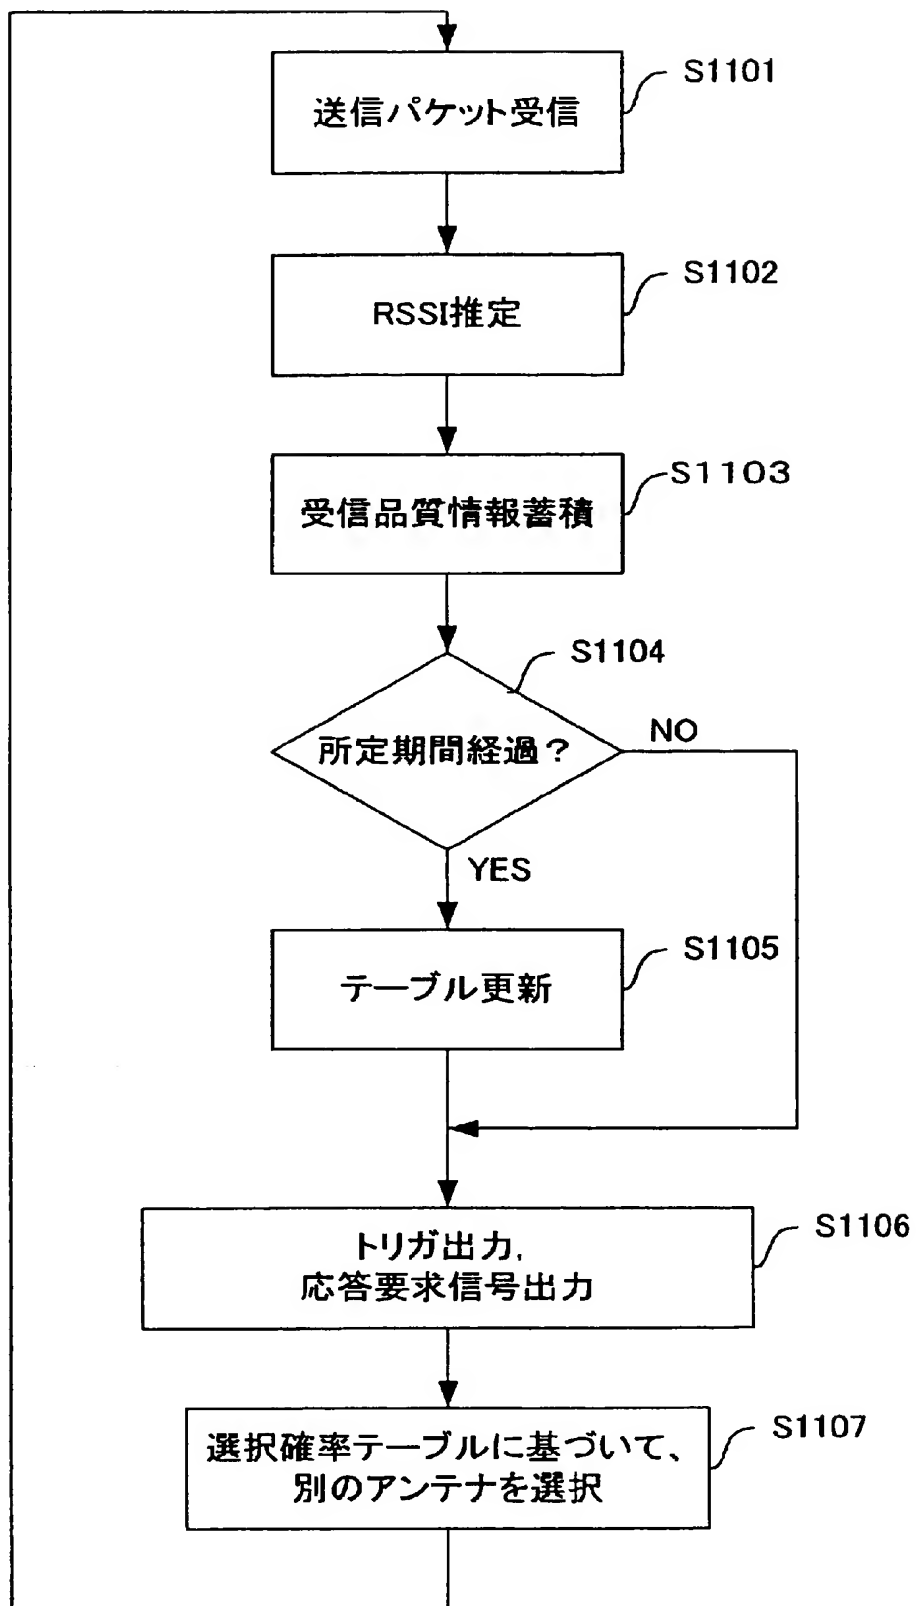 S1101
送信パケット受信
S1102
RSSI推定
S1103
受信品質情報蓄積
S1104
所定期間経過？
NO
YES
S1105
テーブル更新
S1106
トリガ出力,
応答要求信号出力
S1107
選択確率テーブルに基づいて、
別のアンテナを選択